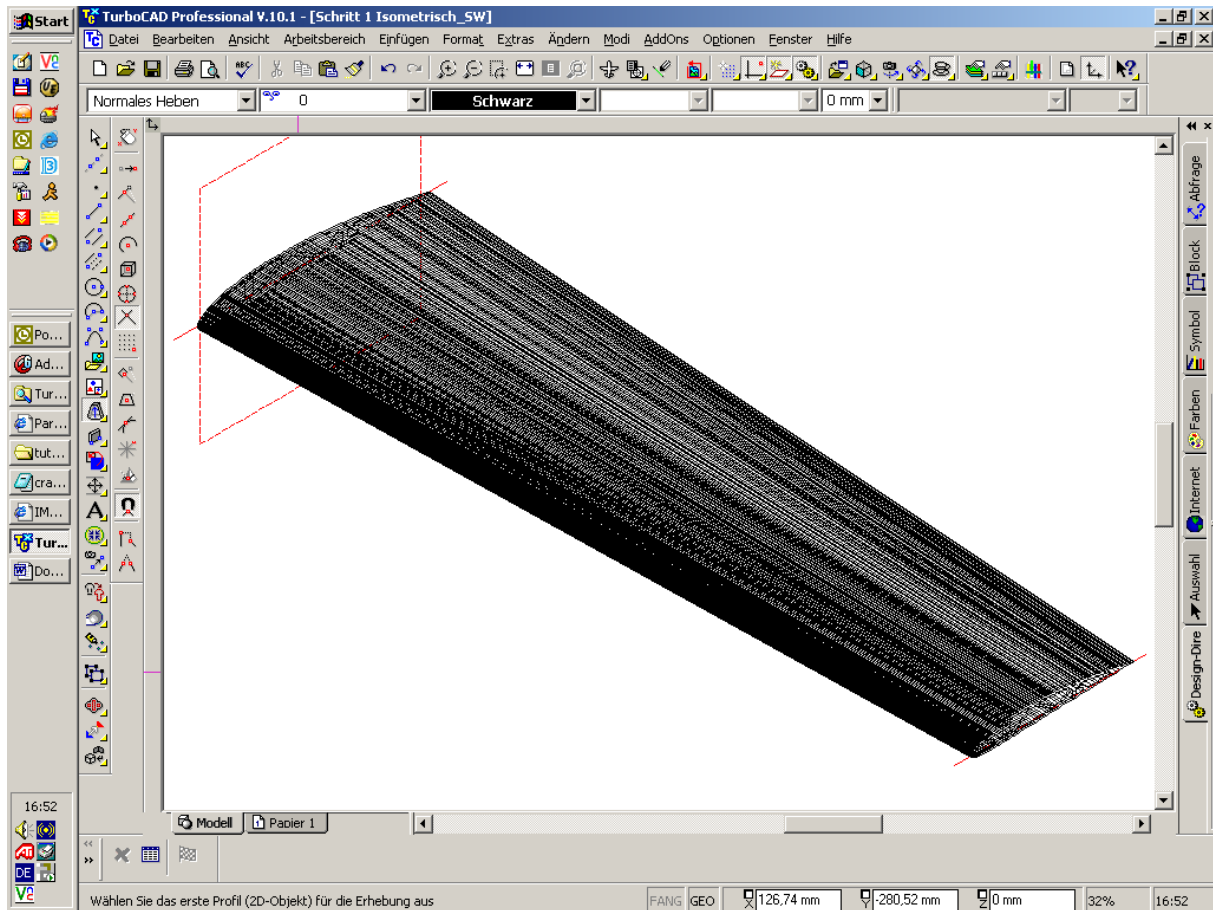 Start
TurboCAD Professional V.10.1 - [Schritt 1 Isometrisch_SW]
Datei Bearbeiten Ansicht Arbeitsbereich Einfügen Format Extras Ändern Modi AddOns Optionen Fenster Hilfe
Normales Heben 0 Schwarz 0 mm
Abfrage
Block
Symbol
Farben
Internet
Auswahl
Design-Dire
Po...
Ad...
Tur...
Par...
tut...
cra...
IM...
Tur...
Do...
16:52
DE
Modell Papier 1
Wählen Sie das erste Profil (2D-Objekt) für die Erhebung aus
FANG GEO X 126,74 mm Y -280,52 mm Z 0 mm 32% 16:52